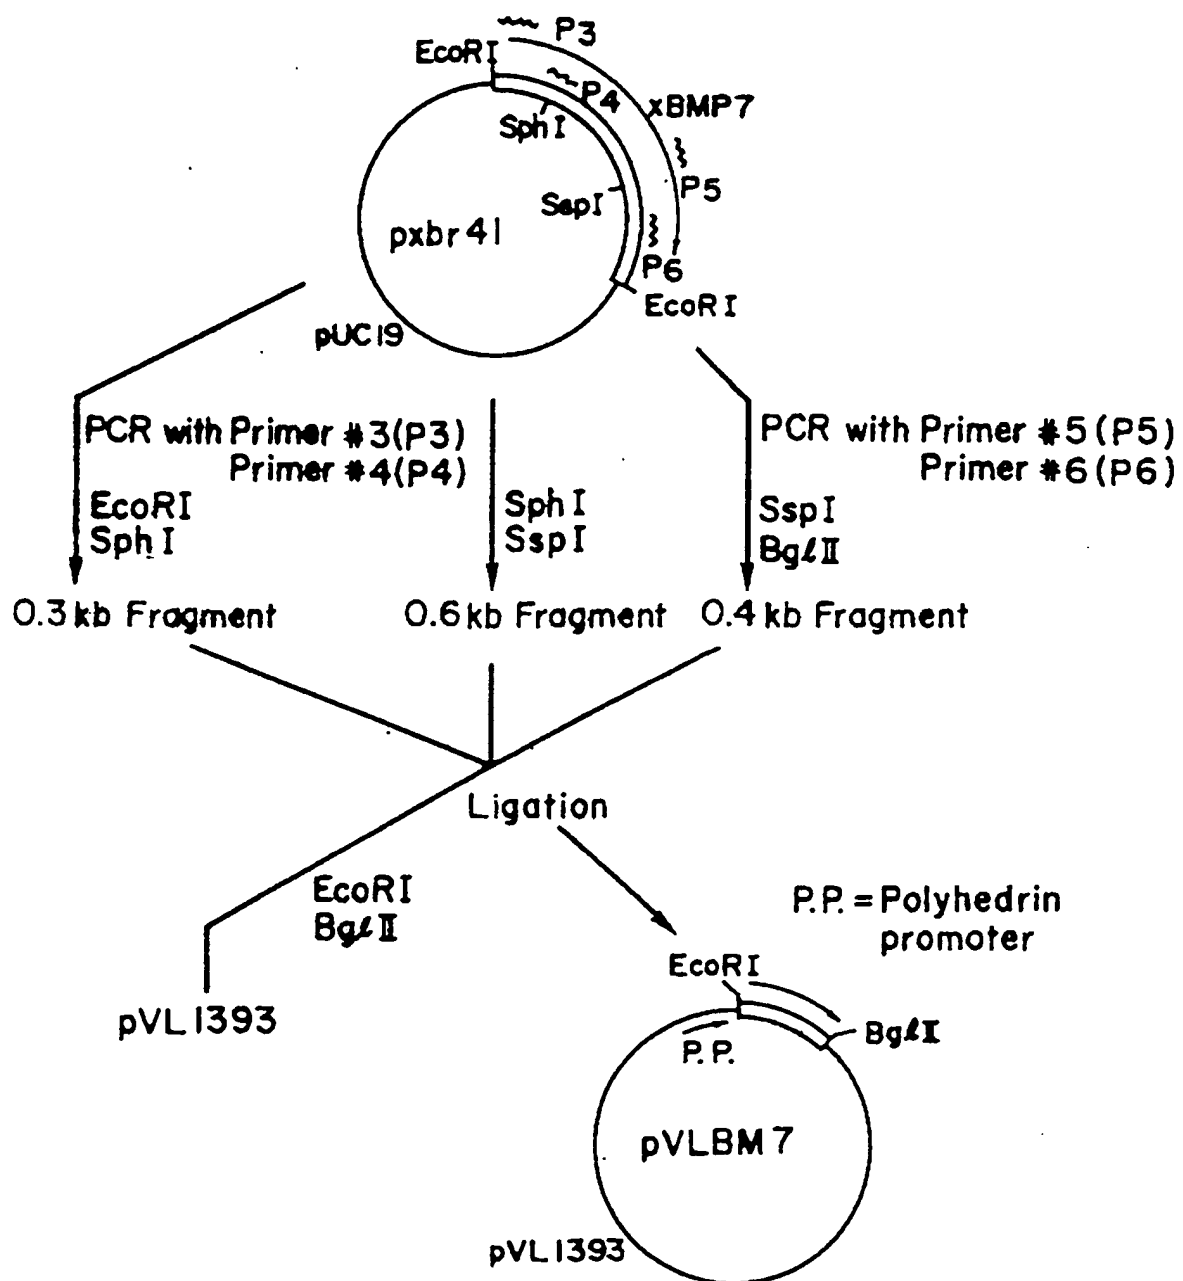 P3
EcoRI
P4
xBMP7
SphI
P5
SspI
pxbr41
P6
EcoRI
pUC19
PCR with Primer #3(P3)
Primer #4(P4)
EcoRI
SphI
SphI
SspI
PCR with Primer #5(P5)
Primer #6(P6)
SspI
BglII
0.3kb Fragment
0.6kb Fragment
0.4kb Fragment
Ligation
EcoRI
BglII
pVL1393
P.P. = Polyhedrin
promoter
EcoRI
BglII
P.P.
pVLBM7
pVL1393